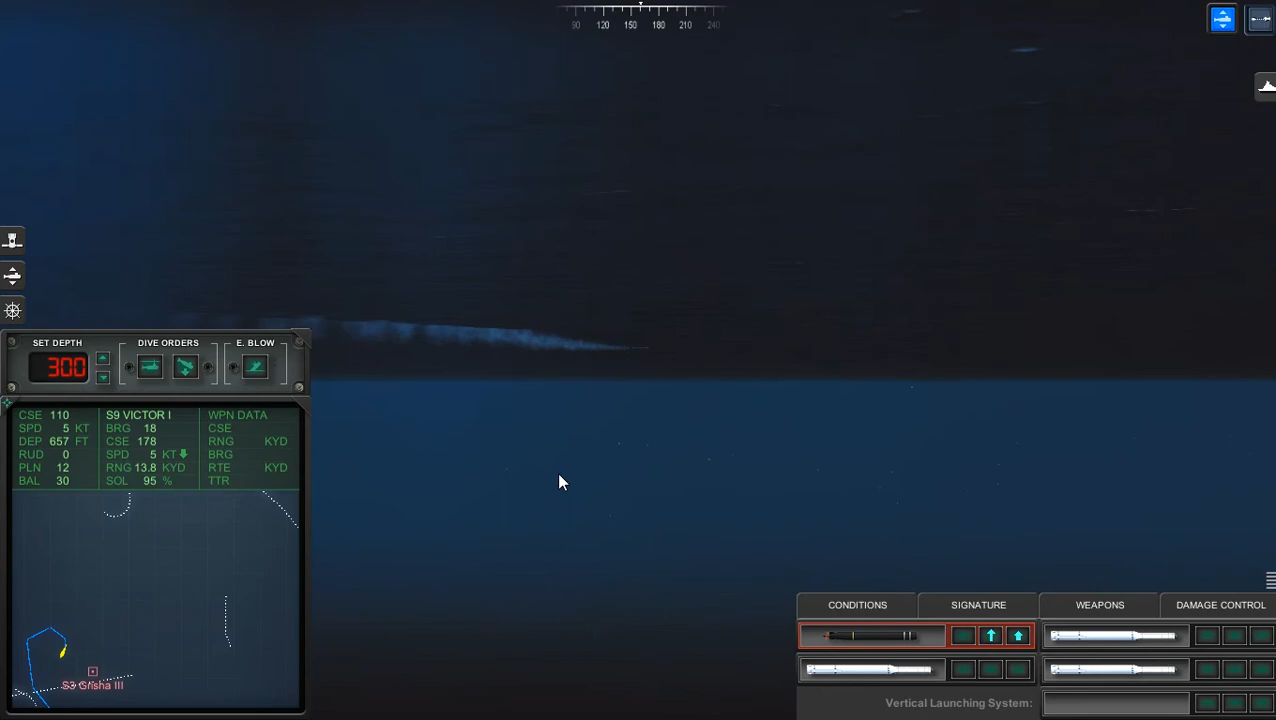 90 120 150 180 210 240
SET DEPTH DIVE ORDERS E. BLOW
300
CSE 110 S9 VICTOR I WPN DATA
SPD 5 KT BRG 18 CSE
DEP 657 FT CSE 178 RNG KYD
RUD 0 SPD 5 KT BRG
PLN 12 RNG 13.8 KYD RTE KYD
BAL 30 SOL 95 % TTR
S3 Grisha III
CONDITIONS SIGNATURE WEAPONS DAMAGE CONTROL
Vertical Launching System: